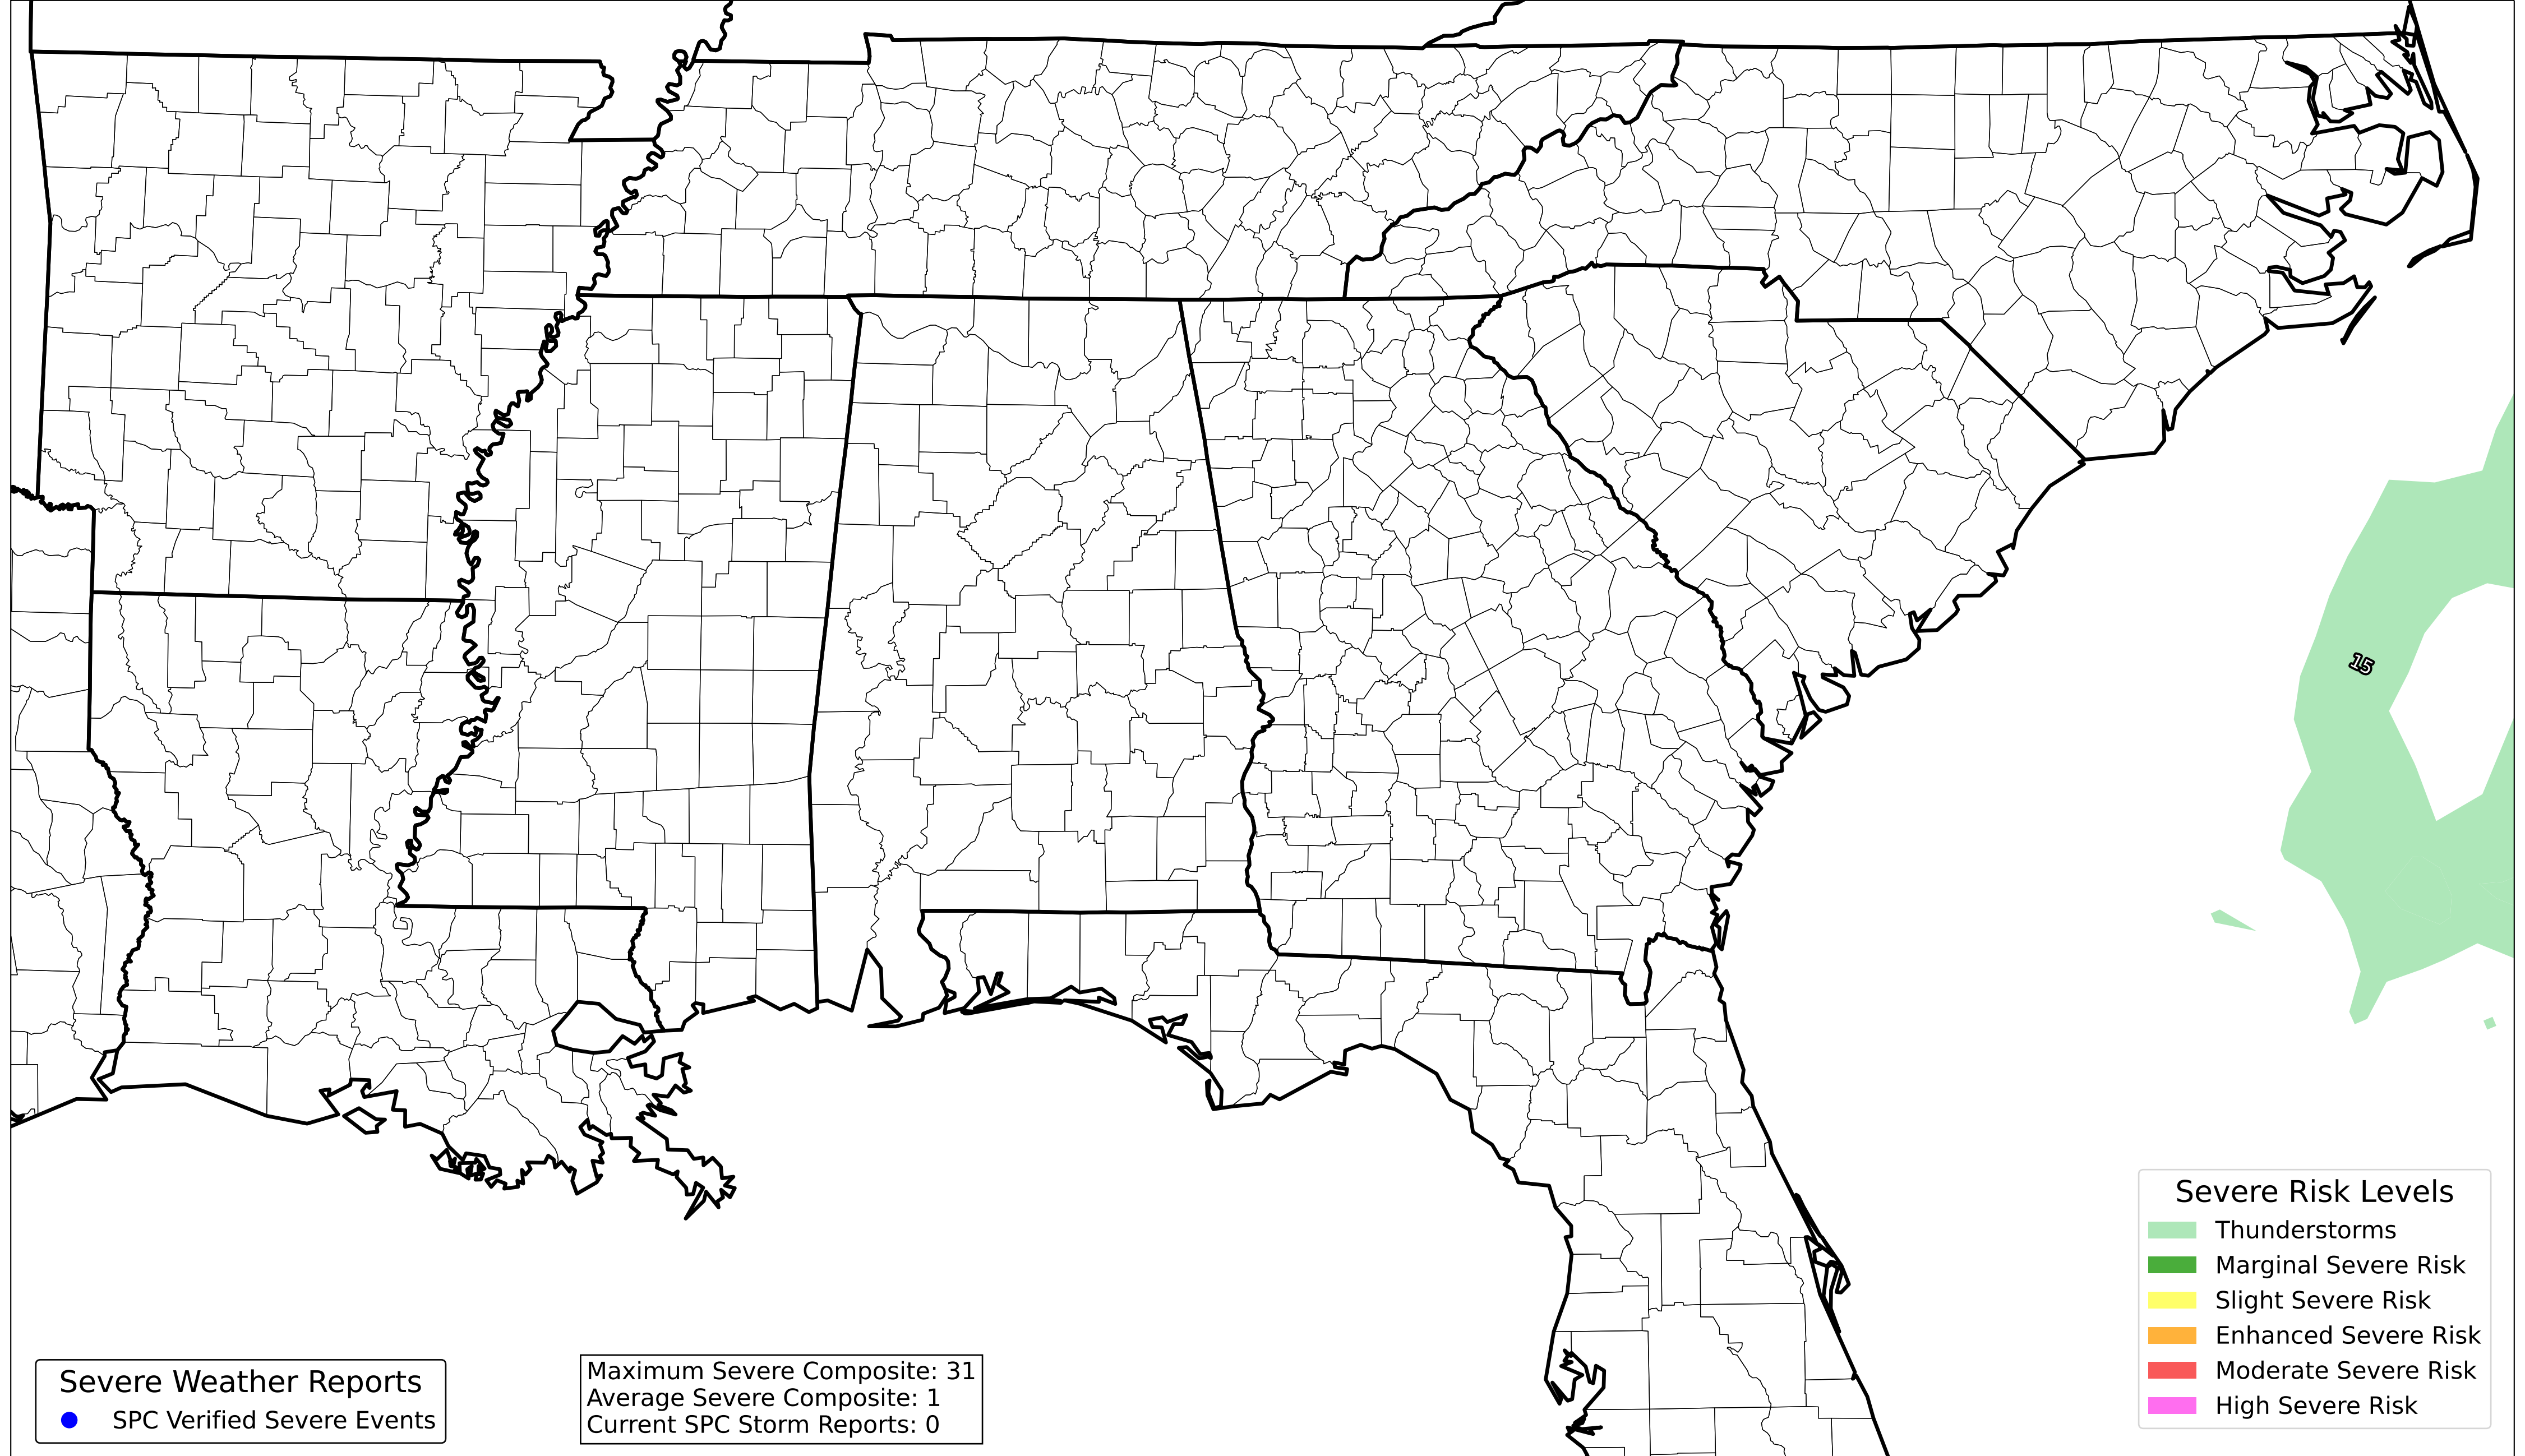 15
Severe Risk Levels
Thunderstorms
Marginal Severe Risk
Slight Severe Risk
Enhanced Severe Risk
Moderate Severe Risk
High Severe Risk
Severe Weather Reports
SPC Verified Severe Events
Maximum Severe Composite: 31
Average Severe Composite: 1
Current SPC Storm Reports: 0